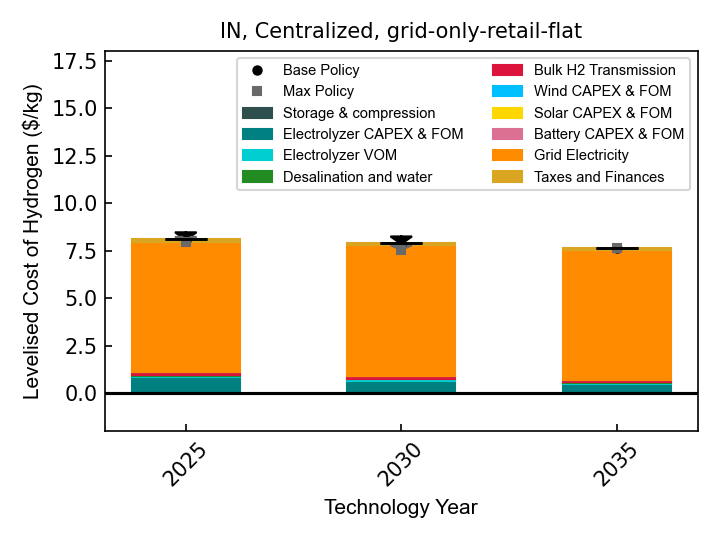 IN, Centralized, grid-only-retail-flat
Levelised Cost of Hydrogen ($/kg)
17.5
15.0
12.5
10.0
7.5
5.0
2.5
0.0
Base Policy
Max Policy
Storage & compression
Electrolyzer CAPEX & FOM
Electrolyzer VOM
Desalination and water
Bulk H2 Transmission
Wind CAPEX & FOM
Solar CAPEX & FOM
Battery CAPEX & FOM
Grid Electricity
Taxes and Finances
2025
2030
2035
Technology Year